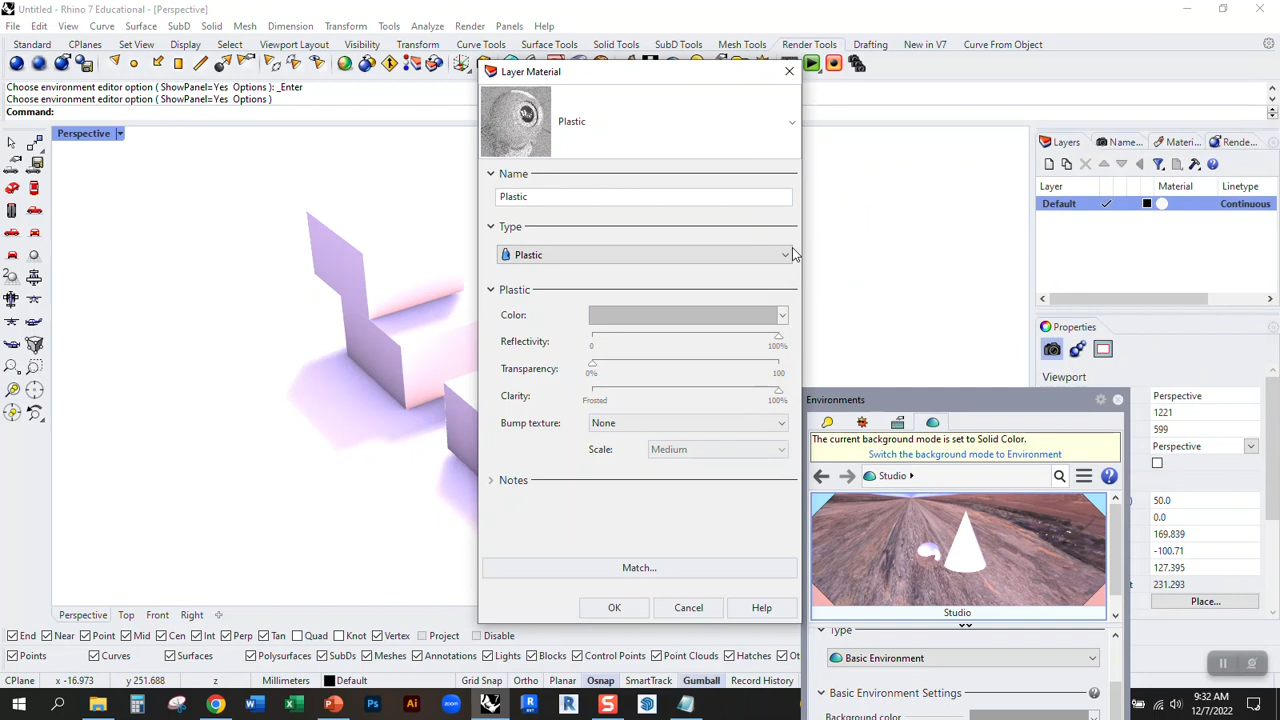 Untitled - Rhino 7 Educational - [Perspective]
File Edit View Curve Surface SubD Solid Mesh Dimension Transform Tools Analyze Render Panels Help
Standard CPlanes Set View Display Select Viewport Layout Visibility Transform Curve Tools Surface Tools Solid Tools SubD Tools Mesh Tools Render Tools Drafting New in V7 Curve From Object
Choose environment editor option ( ShowPanel=Yes Options ): _Enter
Choose environment editor option ( ShowPanel=Yes Options )
Command:
Perspective
Layer Material
Plastic
Name
Plastic
Type
Plastic
Plastic
Color:
Reflectivity:
0 100%
Transparency:
0% 100
Clarity:
Frosted 100%
Bump texture: None
Scale: Medium
Notes
Match...
OK Cancel Help
Layers Name... Materi... Rende...
Layer Material Linetype
Default Continuous
Properties
Viewport
Perspective
1221
599
Perspective
50.0
0.0
169.839
-100.71
127.395
231.293
Place...
Environments
The current background mode is set to Solid Color.
Switch the background mode to Environment
Studio
Studio
Type
Basic Environment
Basic Environment Settings
Background color
Perspective Top Front Right
End Near Point Mid Cen Int Perp Tan Quad Knot Vertex Project Disable
Points Curves Surfaces Polysurfaces SubDs Meshes Annotations Lights Blocks Control Points Point Clouds Hatches Ot
CPlane x -16.973 y 251.688 z Millimeters Default Grid Snap Ortho Planar Osnap SmartTrack Gumball Record History
9:32 AM
12/7/2022